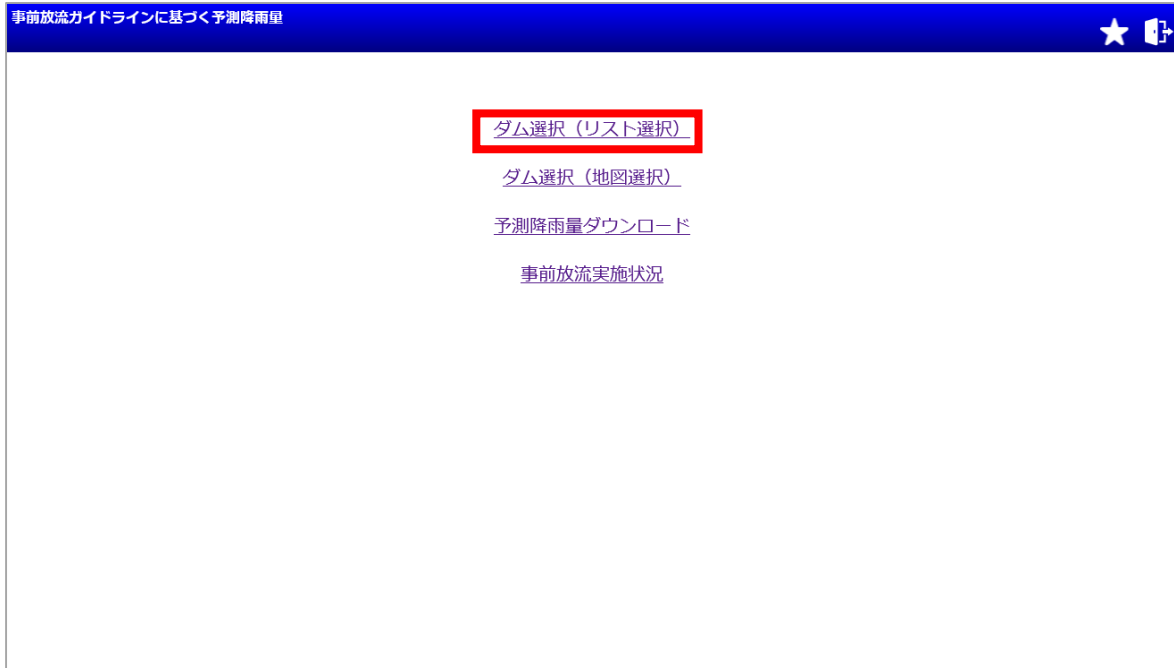 事前放流ガイドラインに基づく予測降雨量
ダム選択（リスト選択）
ダム選択（地図選択）
予測降雨量ダウンロード
事前放流実施状況